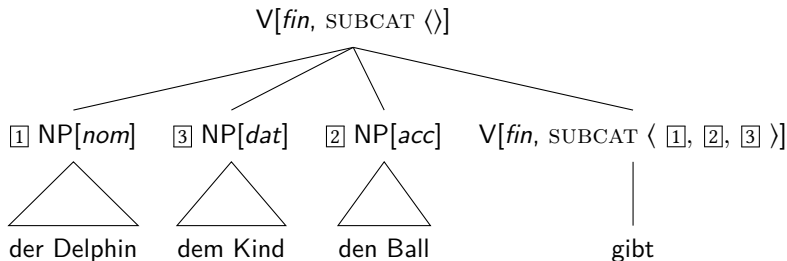 V[fin, SUBCAT ⟨⟩]
1 NP[nom] 3 NP[dat] 2 NP[acc] V[fin, SUBCAT ⟨ 1, 2, 3 ⟩]
der Delphin dem Kind den Ball gibt